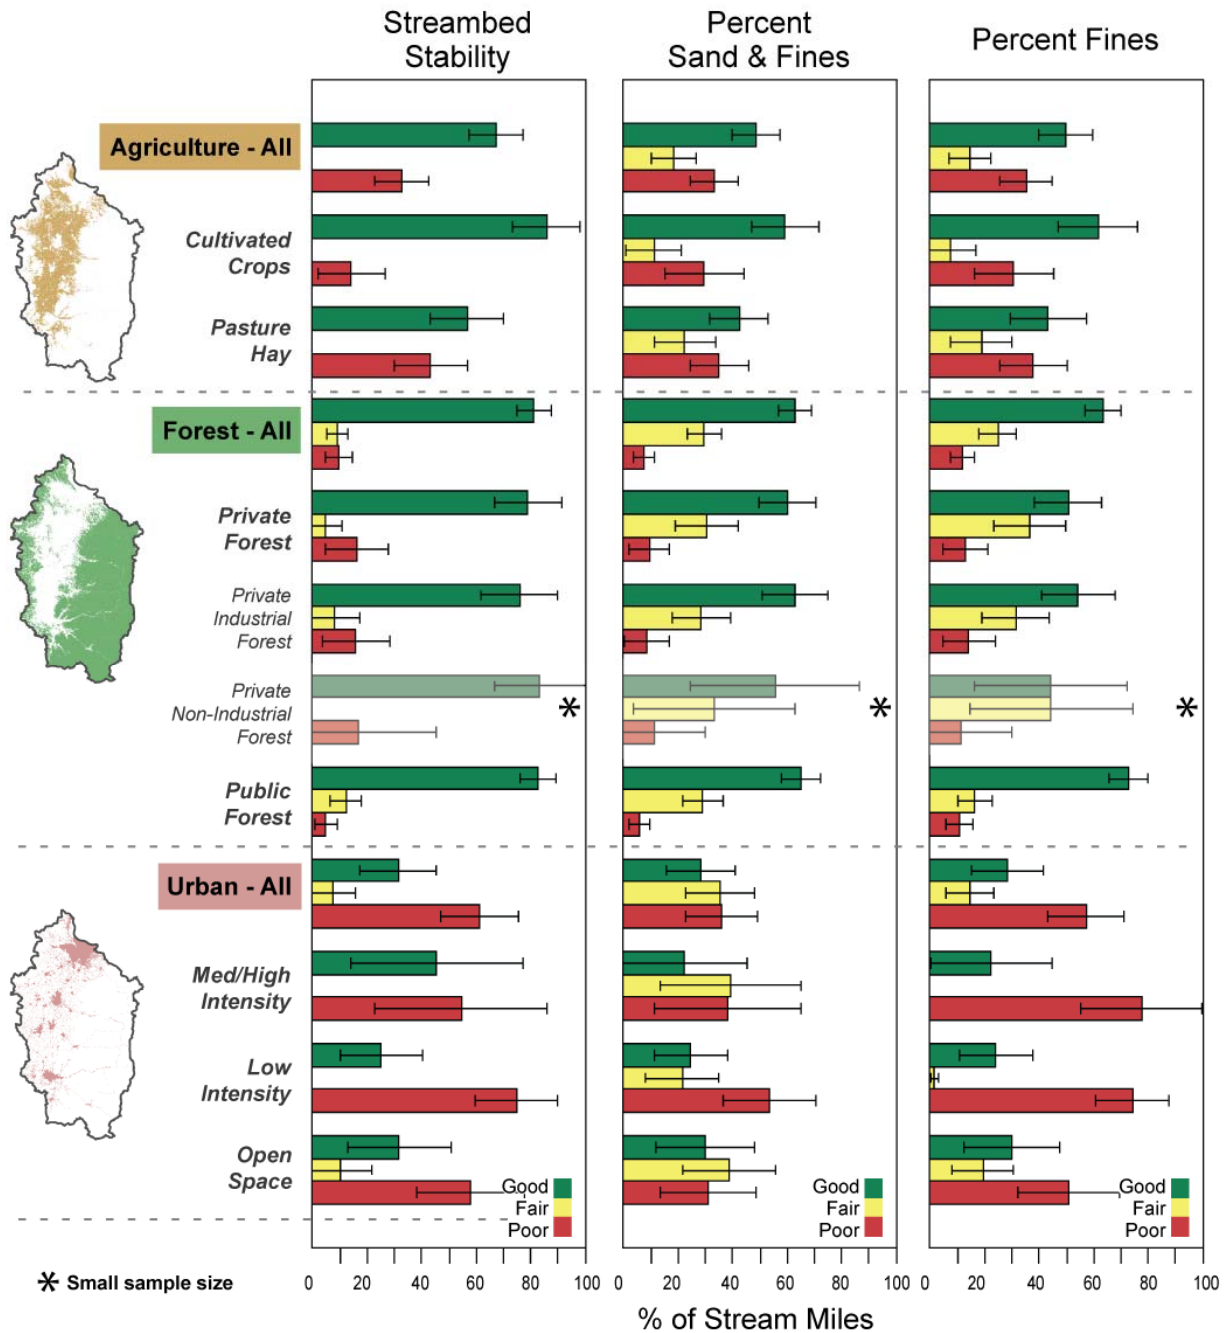 Streambed
Stability
Percent
Sand & Fines
Percent Fines
Agriculture - All
Cultivated
Crops
Pasture
Hay
Forest - All
Private
Forest
Private
Industrial
Forest
Private
Non-Industrial
Forest
*
*
*
Public
Forest
Urban - All
Med/High
Intensity
Low
Intensity
Open
Space
Good
Fair
Poor
Good
Fair
Poor
Good
Fair
Poor
0 20 40 60 80 100
0 20 40 60 80 100
0 20 40 60 80 100
* Small sample size
% of Stream Miles